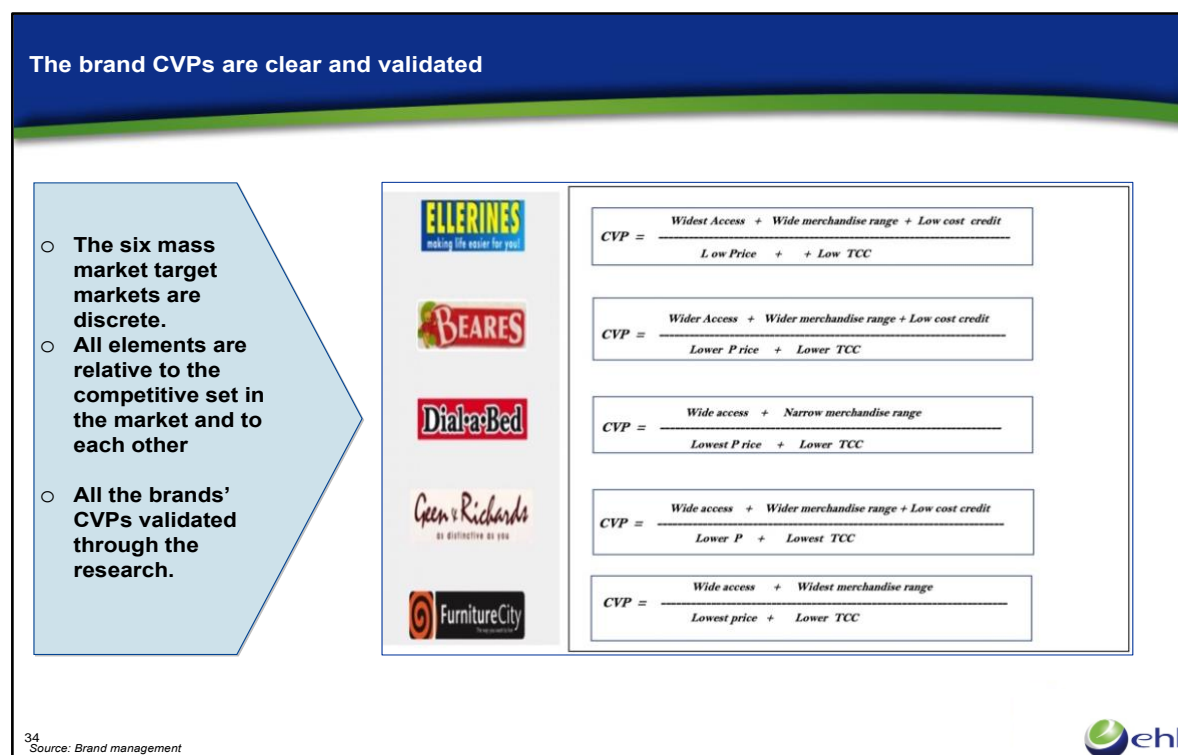 The brand CVPs are clear and validated
o The six mass
market target
markets are
discrete.
o All elements are
relative to the
competitive set in
the market and to
each other
o All the brands’
CVPs validated
through the
research.
ELLERINES
making life easier for you!
Widest Access + Wide merchandise range + Low cost credit
CVP =
L ow Price + + Low TCC
BEARES
Wider Access + Wider merchandise range + Low cost credit
CVP =
Lower P rice + Lower TCC
Dial•a•Bed
Wide access + Narrow merchandise range
CVP =
Lowest P rice + Lower TCC
Geen & Richards
as distinctive as you
Wide access + Wider merchandise range + Low cost credit
CVP =
Lower P + Lowest TCC
FurnitureCity
The way you want to live
Wide access + Widest merchandise range
CVP =
Lowest price + Lower TCC
34
Source: Brand management
ehl